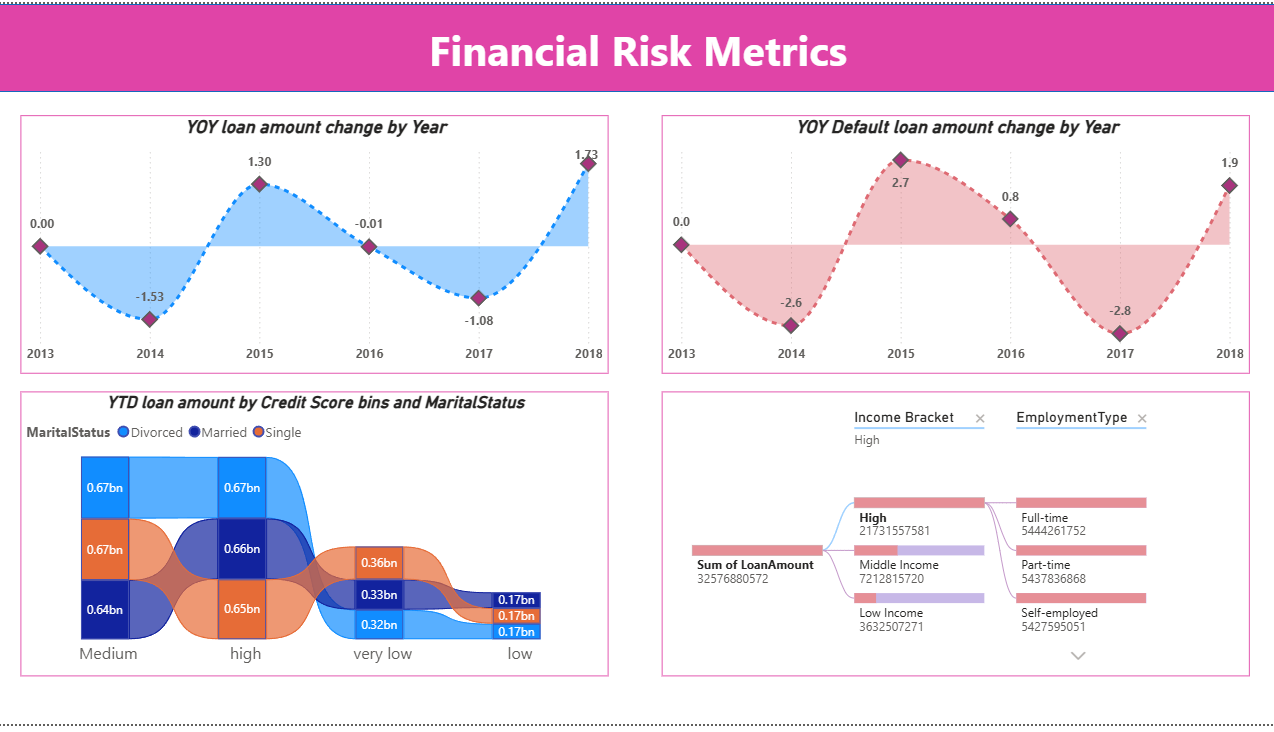 Financial Risk Metrics
YOY loan amount change by Year
0.00
-1.53
1.30
-0.01
-1.08
1.73
2013 2014 2015 2016 2017 2018
YOY Default loan amount change by Year
0.0
-2.6
2.7
0.8
-2.8
1.9
2013 2014 2015 2016 2017 2018
YTD loan amount by Credit Score bins and MaritalStatus
MaritalStatus Divorced Married Single
0.67bn 0.67bn
0.67bn 0.66bn 0.36bn
0.64bn 0.65bn 0.33bn 0.17bn
0.32bn 0.17bn
0.17bn
Medium high very low low
Income Bracket EmploymentType
High
High
21731557581
Full-time
5444261752
Sum of LoanAmount
32576880572
Middle Income
7212815720
Part-time
5437836868
Low Income
3632507271
Self-employed
5427595051